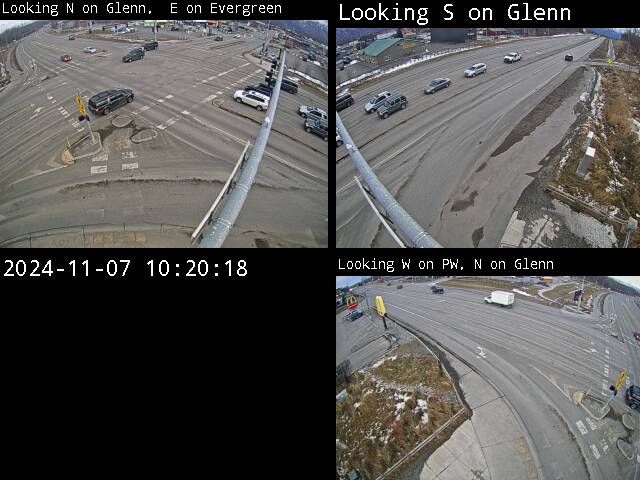 Looking N on Glenn,  E on Evergreen
Looking S on Glenn
2024-11-07 10:20:18
Looking W on PW, N on Glenn